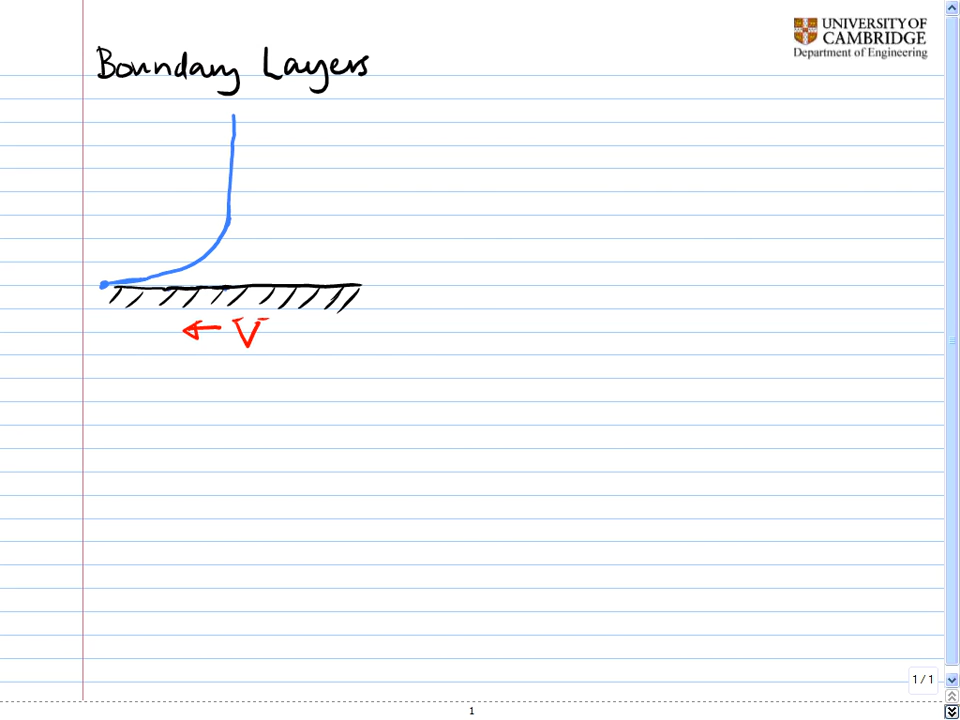 UNIVERSITY OF
CAMBRIDGE
Department of Engineering
Boundary Layers
V
1 / 1
1